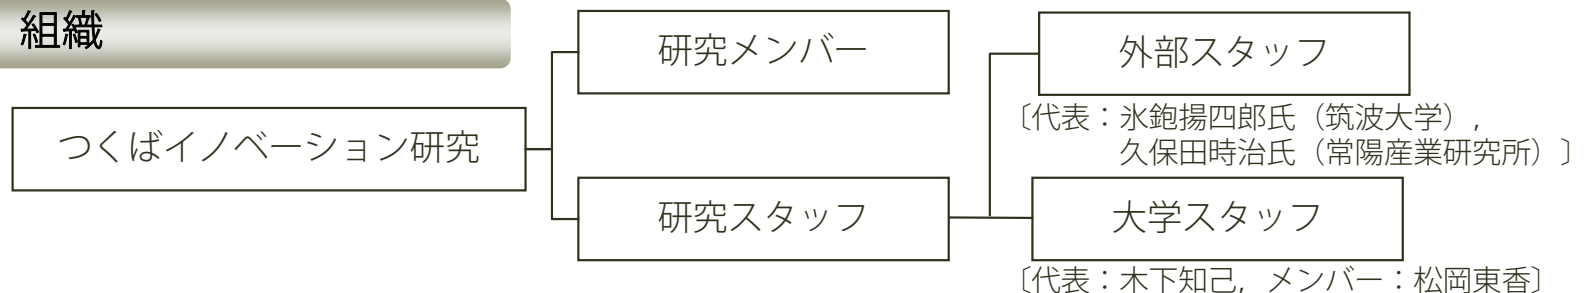 組織
つくばイノベーション研究
研究メンバー
研究スタッフ
外部スタッフ
〔代表：氷鉋揚四郎氏（筑波大学），
久保田時治氏（常陽産業研究所）〕
大学スタッフ
〔代表：木下知己，メンバー：松岡東香〕